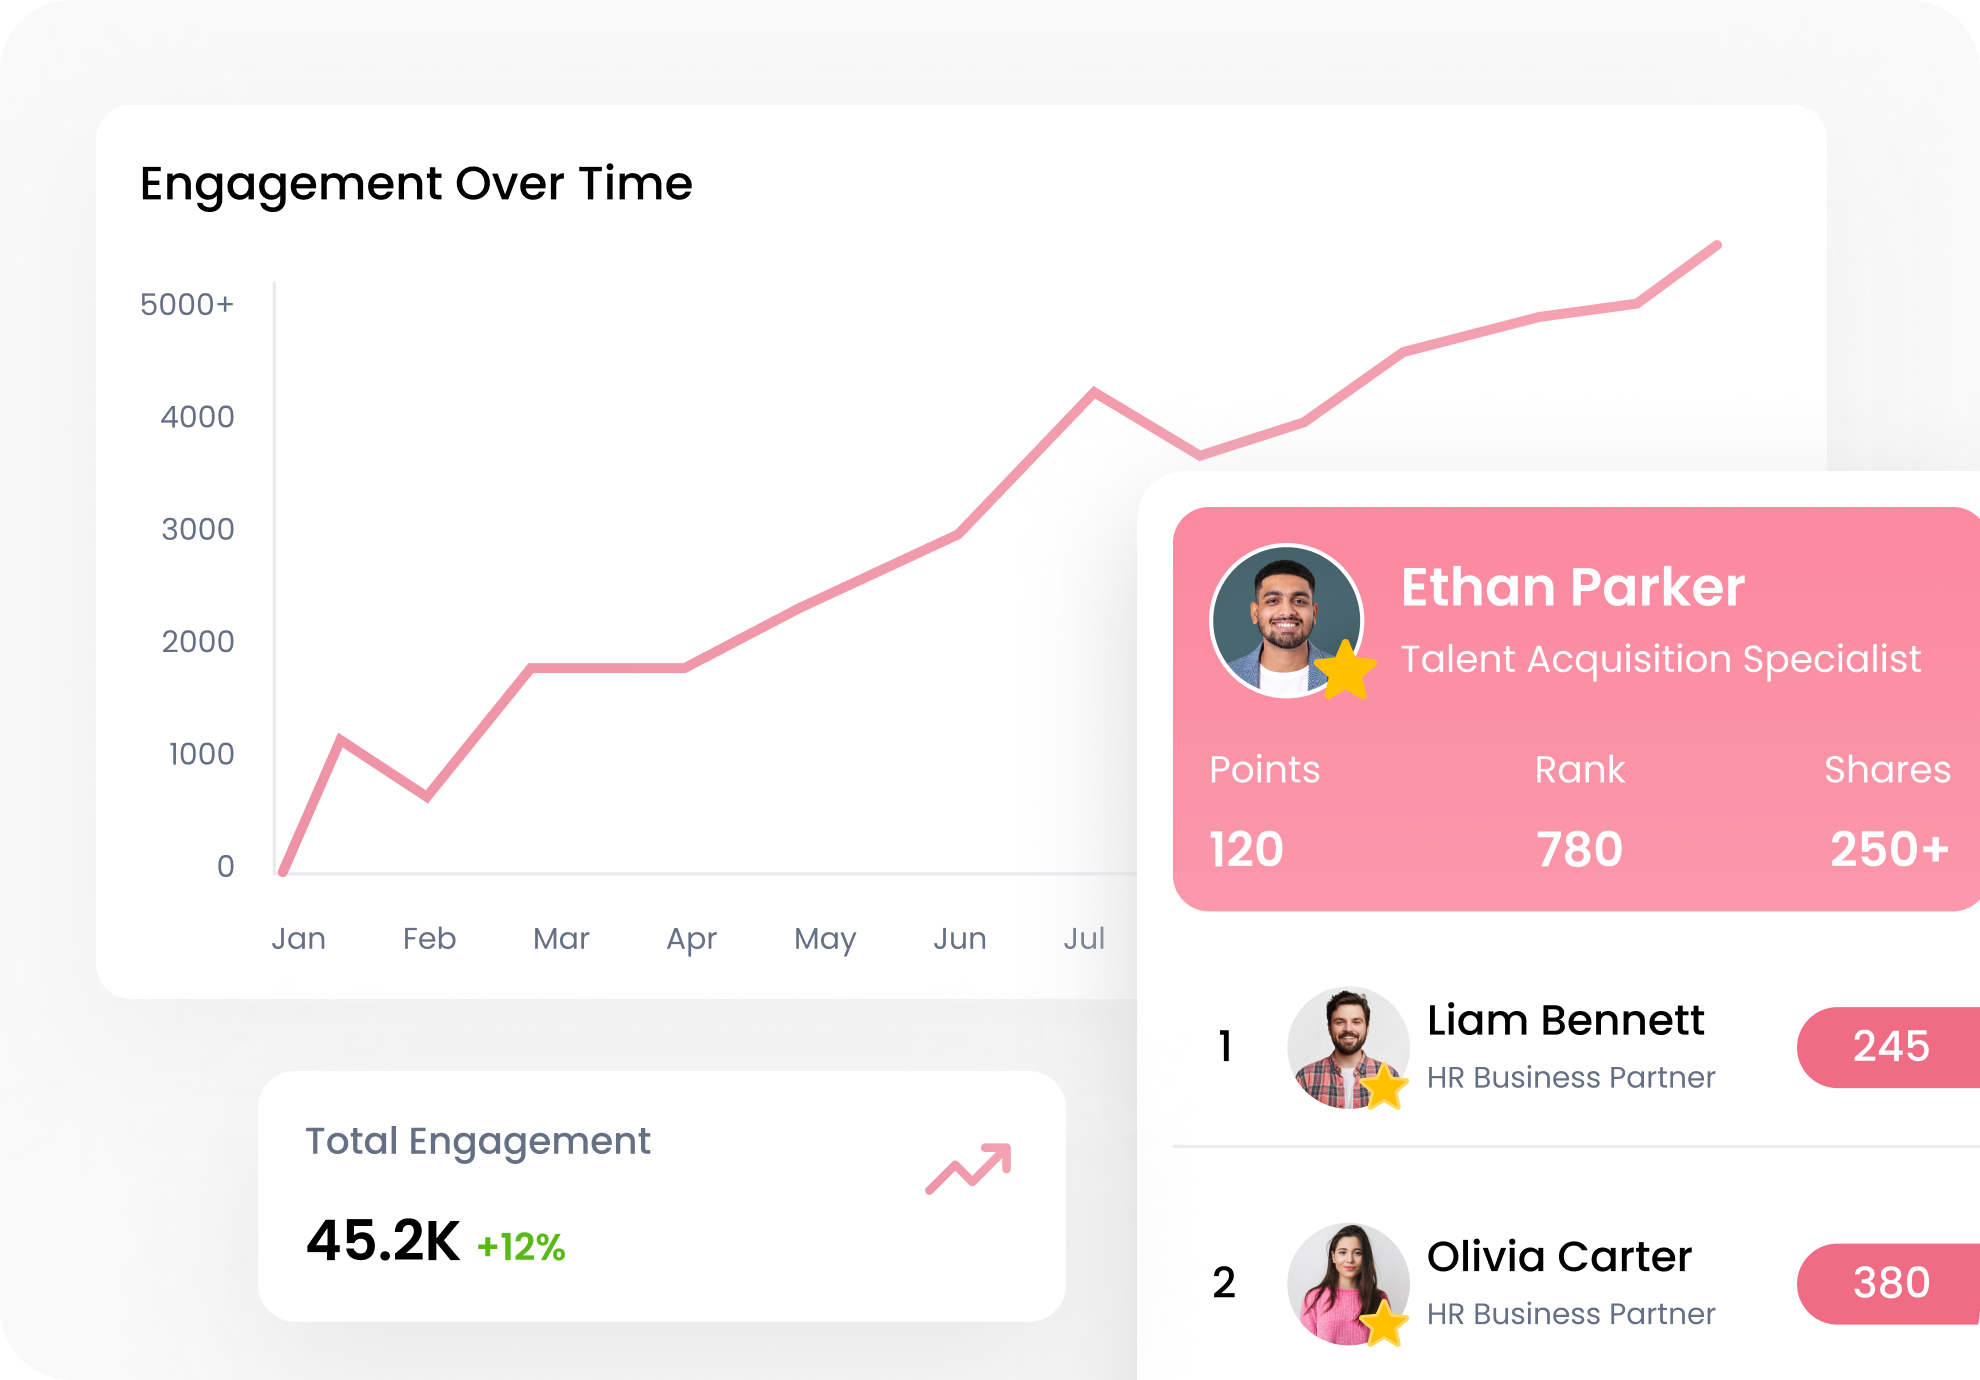 Engagement Over Time
5000+
4000
3000
2000
1000
0
Jan Feb Mar Apr May Jun Jul
Total Engagement
45.2K +12%
Ethan Parker
Talent Acquisition Specialist
Points Rank Shares
120 780 250+
1 Liam Bennett 245
HR Business Partner
2 Olivia Carter 380
HR Business Partner